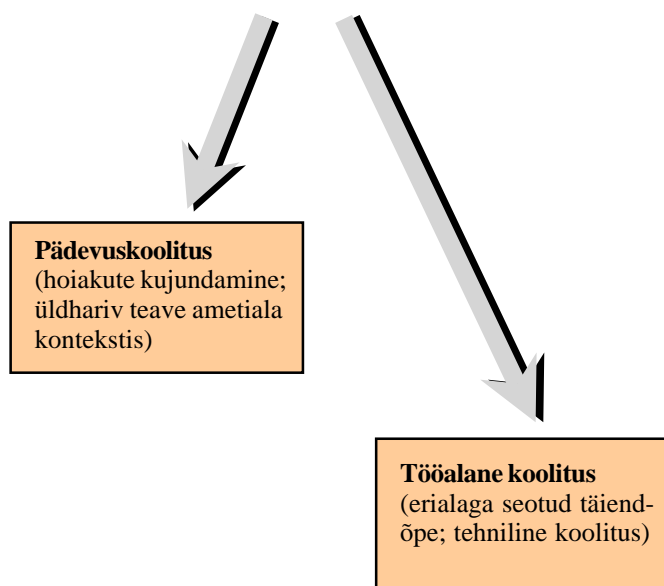 Pädevuskoolitus
(hoiakute kujundamine;
üldhariv teave ametiala
kontekstis)
Tööalane koolitus
(erialaga seotud täiend-
õpe; tehniline koolitus)